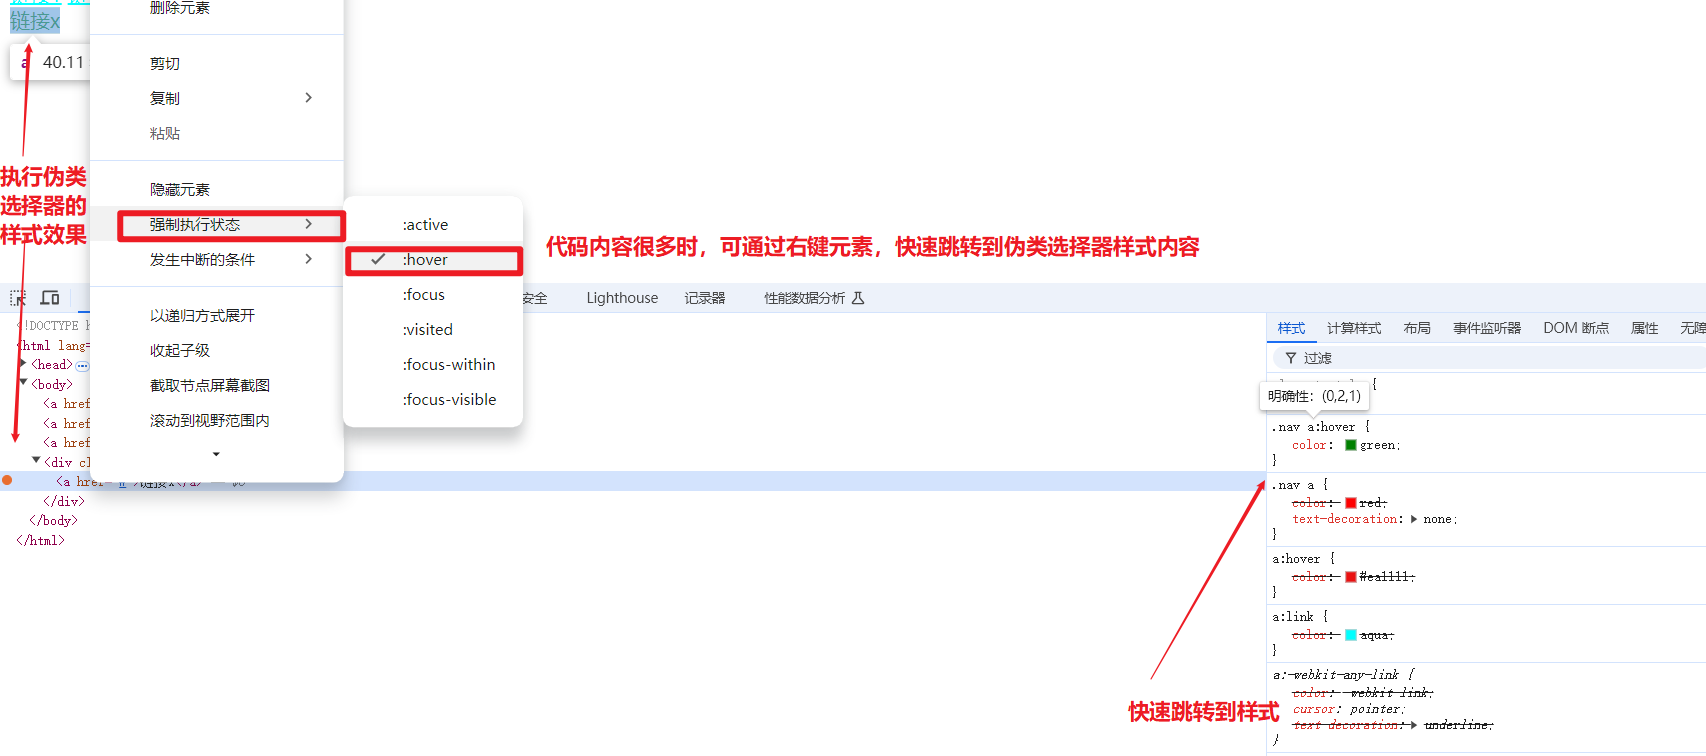 链接x
a 40.11
执行伪类
选择器的
样式效果
删除元素
剪切
复制
粘贴
隐藏元素
强制执行状态
发生中断的条件
以递归方式展开
收起子级
截取节点屏幕截图
滚动到视野范围内
:active
:hover
:focus
:visited
:focus-within
:focus-visible
代码内容很多时，可通过右键元素，快速跳转到伪类选择器样式内容
安全 Lighthouse 记录器 性能数据分析
<!DOCTYPE h
<html lang=
<head>
<body>
<a href
<a href
<a href
<div cl
<a href="#">链接x</a>
</div>
</body>
</html>
样式 计算样式 布局 事件监听器 DOM 断点 属性 无障
过滤
{
明确性：(0,2,1)
.nav a:hover {
color: green;
}
.nav a {
color: red;
text-decoration: none;
}
a:hover {
color: #ea1111;
}
a:link {
color: aqua;
}
a:-webkit-any-link {
color: -webkit-link;
cursor: pointer;
text-decoration: underline;
}
快速跳转到样式